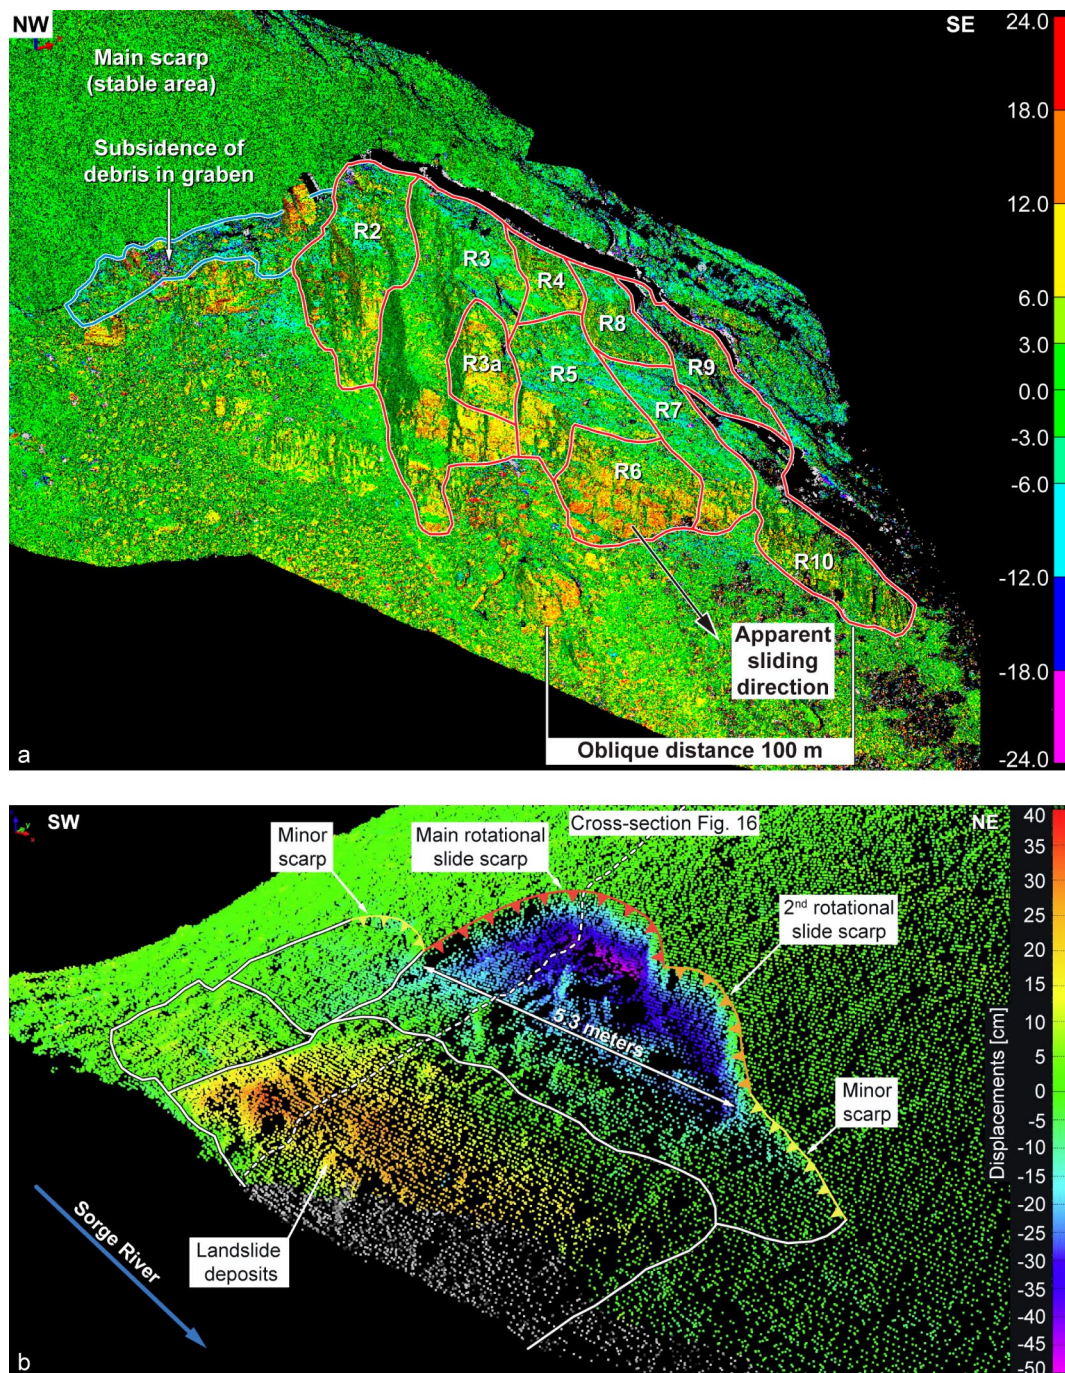 NW
SE
Main scarp
(stable area)
Subsidence of
debris in graben
R2
R3
R4
R8
R3a
R5
R9
R7
R6
R10
Apparent
sliding
direction
Oblique distance 100 m
a
24.0
18.0
12.0
6.0
3.0
0.0
-3.0
-6.0
-12.0
-18.0
-24.0
SW
NE
Minor
scarp
Main rotational
slide scarp
Cross-section Fig. 16
2nd rotational
slide scarp
5.3 meters
Minor
scarp
Landslide
deposits
Sorge River
b
Displacements [cm]
40
35
30
25
20
15
10
5
0
-5
-10
-15
-20
-25
-30
-35
-40
-45
-50